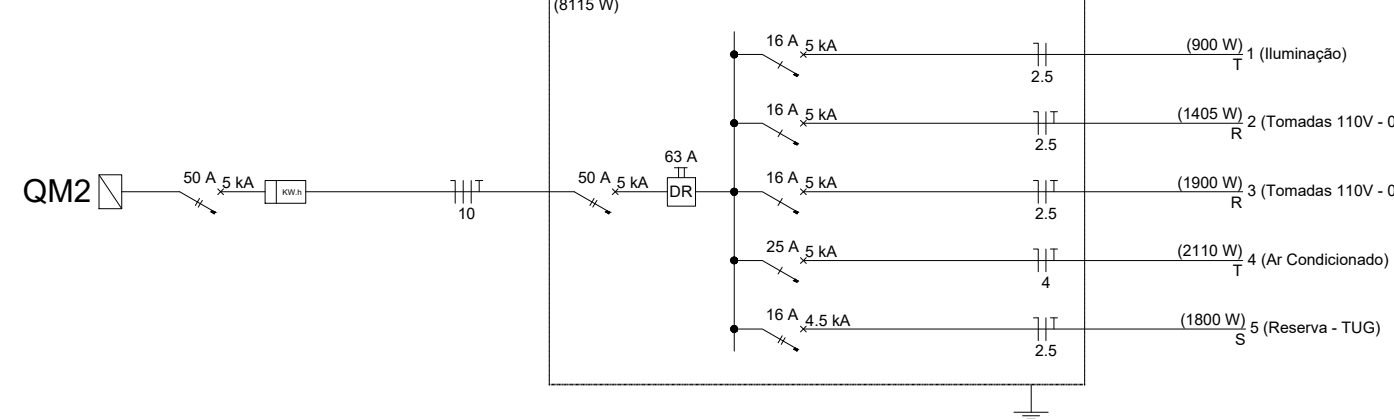 (8115 W)
16 A 5 kA 2.5 (900 W) T 1 (Iluminação)
16 A 5 kA 2.5 (1405 W) R 2 (Tomadas 110V - 0
QM2 50 A 5 kA KW.h 10 50 A 5 kA 63 A DR 16 A 5 kA 2.5 (1900 W) R 3 (Tomadas 110V - 0
25 A 5 kA 4 (2110 W) T 4 (Ar Condicionado)
16 A 4.5 kA 2.5 (1800 W) S 5 (Reserva - TUG)